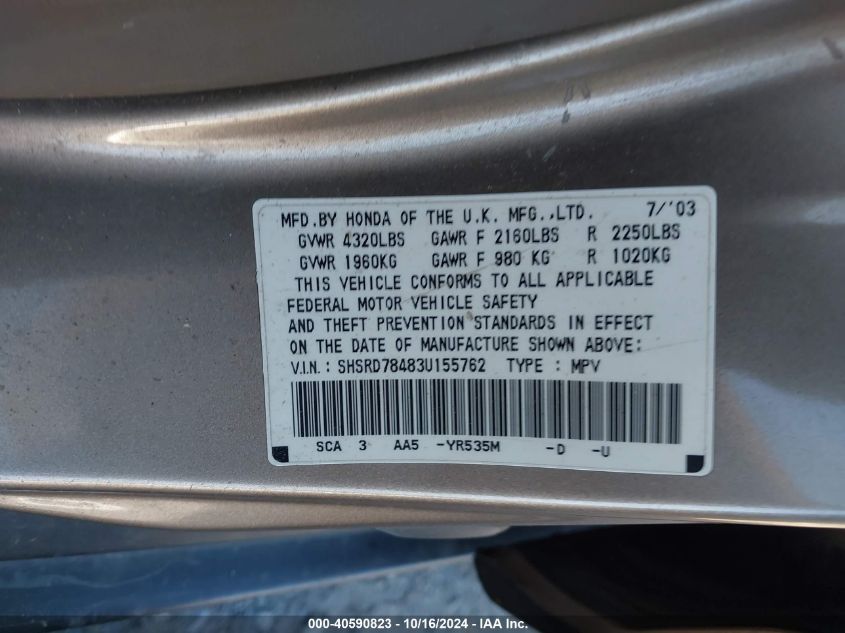 MFD.BY HONDA OF THE U.K. MFG.,LTD. 7/'03
GVWR 4320LBS GAWR F 2160LBS R 2250LBS
GVWR 1960KG GAWR F 980 KG R 1020KG
THIS VEHICLE CONFORMS TO ALL APPLICABLE
FEDERAL MOTOR VEHICLE SAFETY
AND THEFT PREVENTION STANDARDS IN EFFECT
ON THE DATE OF MANUFACTURE SHOWN ABOVE:
V.I.N.: SHSRD78483U155762 TYPE : MPV
SCA 3 AA5 -YR535M -D -U
000-40590823 - 10/16/2024 - IAA Inc.